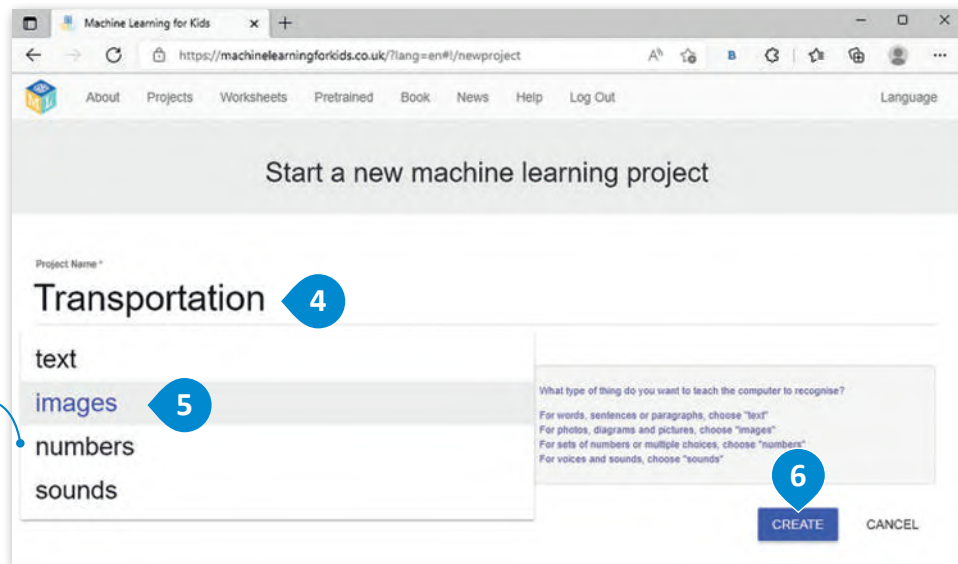 Machine Learning for Kids
https://machinelearningforkids.co.uk/?lang=en#!/newproject
About Projects Worksheets Pretrained Book News Help Log Out Language
Start a new machine learning project
Project Name *
Transportation 4
text
images 5
numbers
sounds
What type of thing do you want to teach the computer to recognise?
For words, sentences or paragraphs, choose "text"
For photos, diagrams and pictures, choose "images"
For sets of numbers or multiple choices, choose "numbers"
For voices and sounds, choose "sounds"
6
CREATE CANCEL